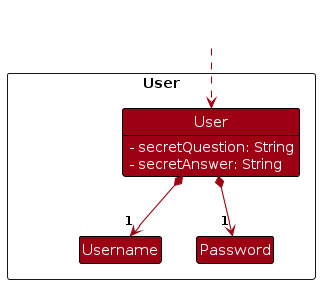 User
User
- secretQuestion: String
- secretAnswer: String
1
1
Username
Password